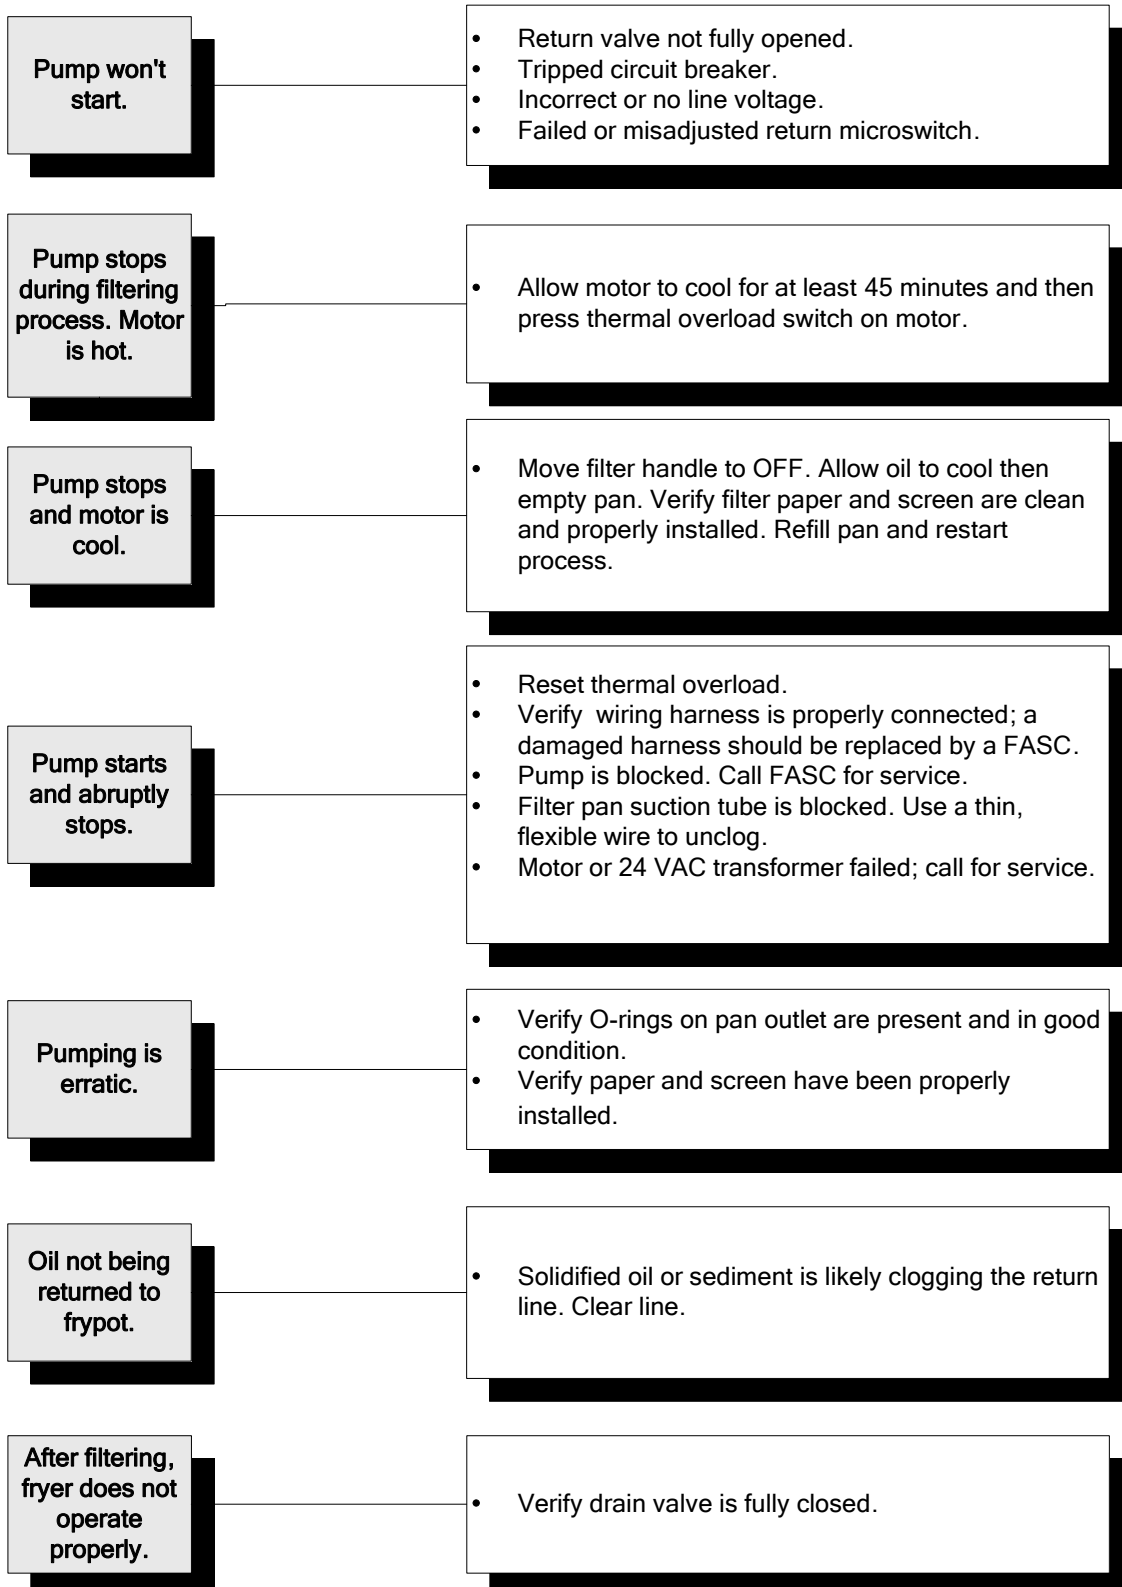 Pump won't
start.
• Return valve not fully opened.
• Tripped circuit breaker.
• Incorrect or no line voltage.
• Failed or misadjusted return microswitch.
Pump stops
during filtering
process. Motor
is hot.
• Allow motor to cool for at least 45 minutes and then
press thermal overload switch on motor.
Pump stops
and motor is
cool.
• Move filter handle to OFF. Allow oil to cool then
empty pan. Verify filter paper and screen are clean
and properly installed. Refill pan and restart
process.
Pump starts
and abruptly
stops.
• Reset thermal overload.
• Verify  wiring harness is properly connected; a
damaged harness should be replaced by a FASC.
• Pump is blocked. Call FASC for service.
• Filter pan suction tube is blocked. Use a thin,
flexible wire to unclog.
• Motor or 24 VAC transformer failed; call for service.
Pumping is
erratic.
• Verify O-rings on pan outlet are present and in good
condition.
• Verify paper and screen have been properly
installed.
Oil not being
returned to
frypot.
• Solidified oil or sediment is likely clogging the return
line. Clear line.
After filtering,
fryer does not
operate
properly.
• Verify drain valve is fully closed.